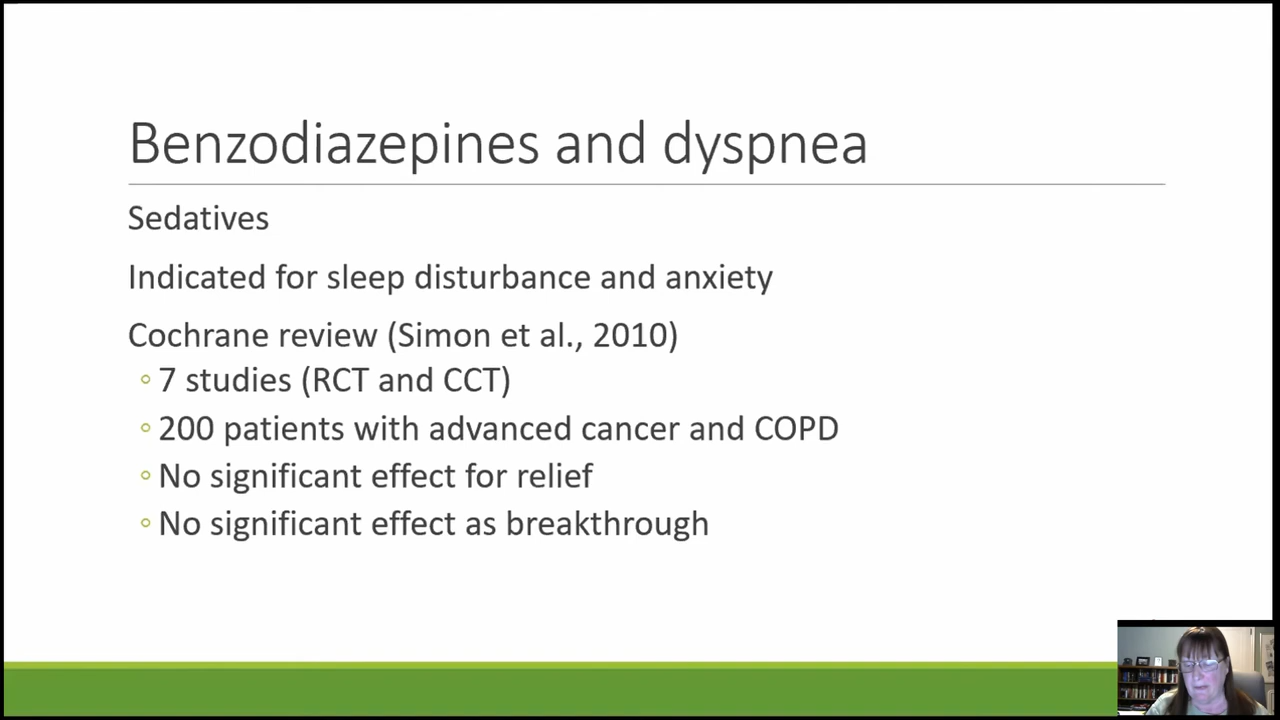 Benzodiazepines and dyspnea
Sedatives
Indicated for sleep disturbance and anxiety
Cochrane review (Simon et al., 2010)
◦ 7 studies (RCT and CCT)
◦ 200 patients with advanced cancer and COPD
◦ No significant effect for relief
◦ No significant effect as breakthrough